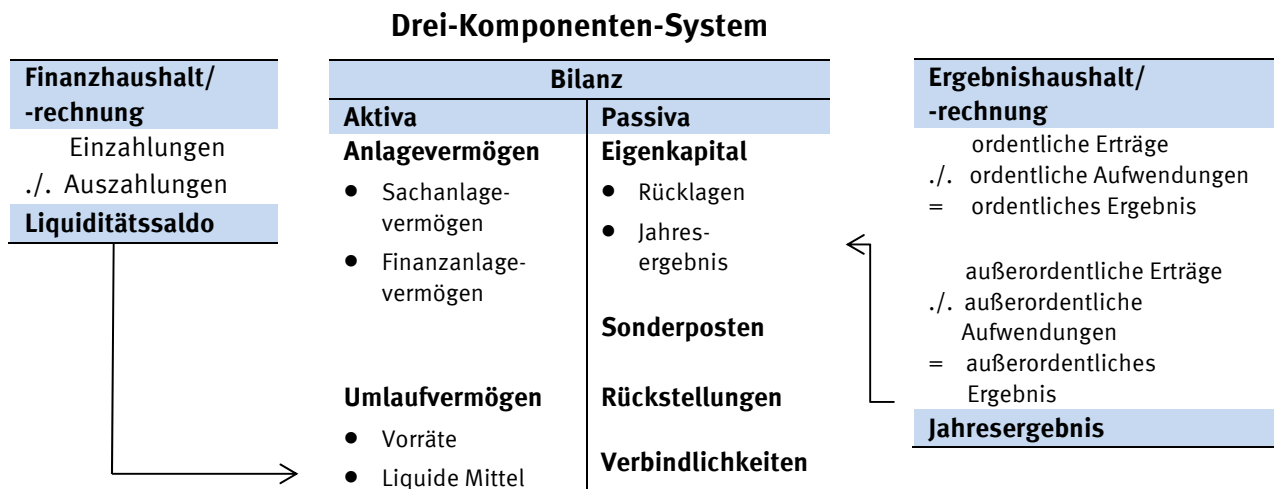 Drei-Komponenten-System
Finanzhaushalt/
-rechnung
Einzahlungen
./. Auszahlungen
Liquiditätssaldo
Bilanz
Aktiva
Anlagevermögen
● Sachanlage-
vermögen
● Finanzanlage-
vermögen
Umlaufvermögen
● Vorräte
● Liquide Mittel
Passiva
Eigenkapital
● Rücklagen
● Jahres-
ergebnis
Sonderposten
Rückstellungen
Verbindlichkeiten
Ergebnishaushalt/
-rechnung
ordentliche Erträge
./. ordentliche Aufwendungen
= ordentliches Ergebnis
außerordentliche Erträge
./. außerordentliche
Aufwendungen
= außerordentliches
Ergebnis
Jahresergebnis